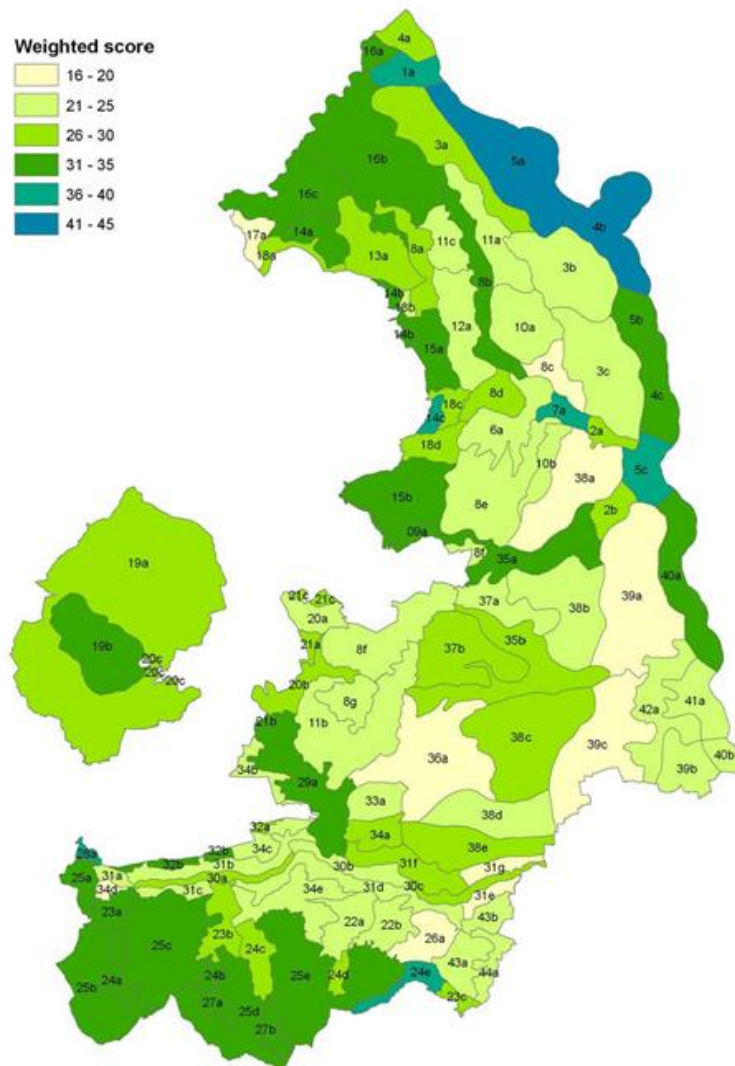 Weighted score
16 - 20
21 - 25
26 - 30
31 - 35
36 - 40
41 - 45
4a
16a
1a
3a
16b
5a
16c
4b
17a
14a
11c
11a
18a
13a
8a
3b
8b
14b
18b
12a
10a
5b
14b
15a
8c
3c
4c
8d
18c
14c
7a
6a
2a
18d
10b
5c
38a
15b
8e
2b
09a
8f
35a
40a
19a
21c
21c
37a
39a
20a
38b
19b
21a
8f
35b
37b
20c
20c
20c
20b
8g
41a
42a
21b
11b
38c
40b
34b
36a
39c
39b
29a
33a
38d
32a
34a
28a
32b
32b
34c
38e
31b
30b
31f
31g
25a
31a
30a
34d
31c
34e
31d
30c
31e
23a
22a
22b
43b
23b
26a
25c
24c
43a
24a
24b
25e
24d
24e
44a
25b
27a
23c
25d
27b